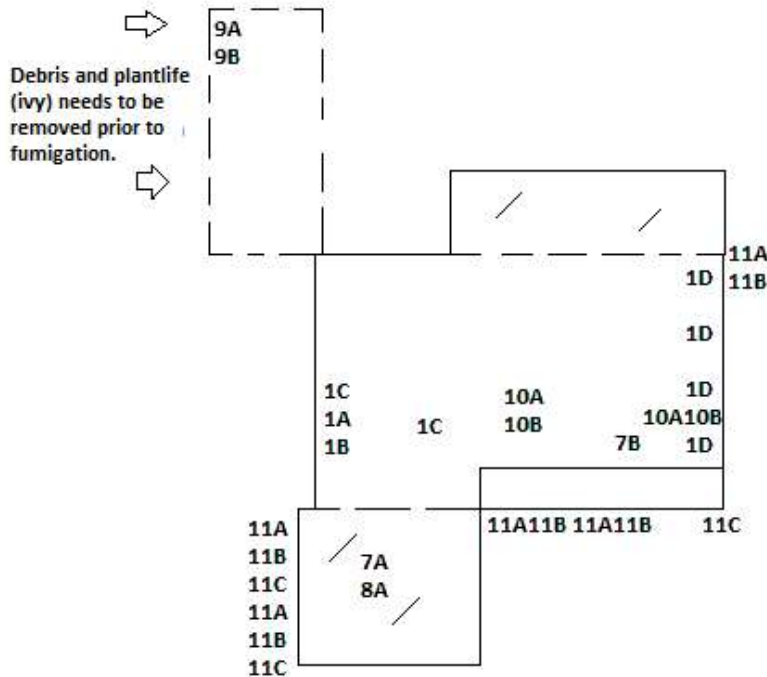 9A
9B
Debris and plantlife
(ivy) needs to be
removed prior to
fumigation.
11A
1D 11B
1D
1C 10A 1D
1A 1C 10B 10A10B
1B 7B 1D
11A 11A11B 11A11B 11C
11B 7A
11C 8A
11A
11B
11C